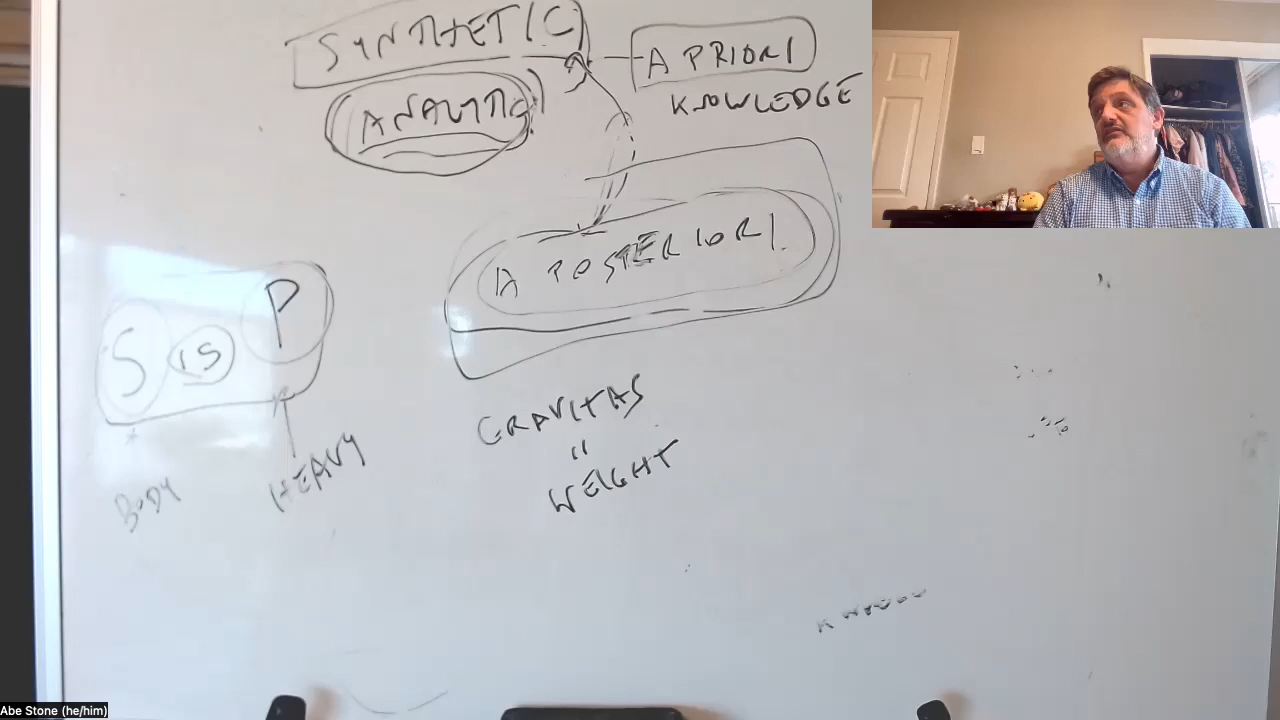 SYNTHETIC
A PRIORI
KNOWLEDGE
ANALYTIC
A POSTERIORI
S IS P
GRAVITAS
"
WEIGHT
BODY
HEAVY
Abe Stone (he/him)